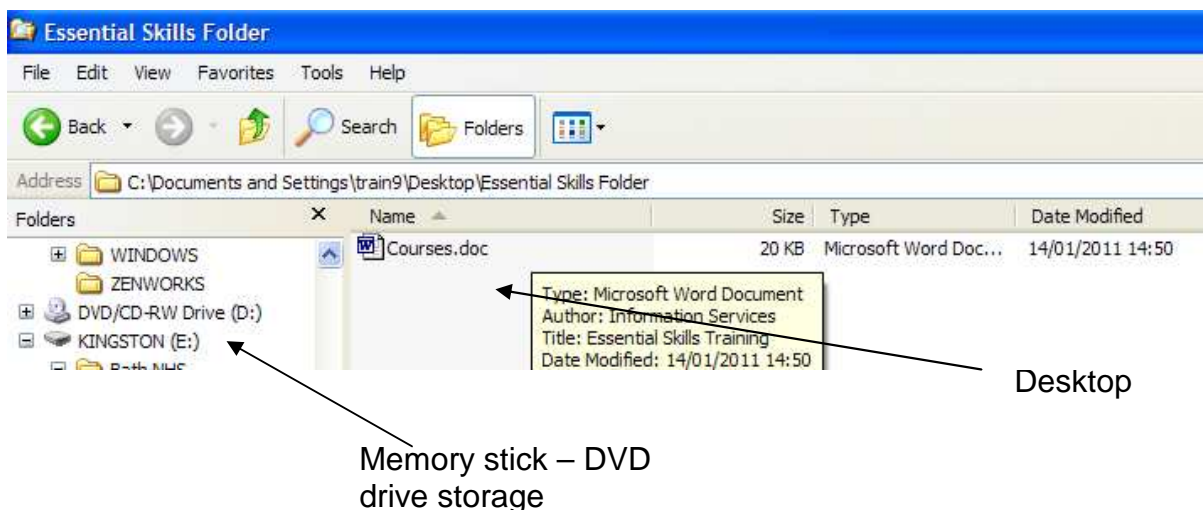 Essential Skills Folder
File Edit View Favorites Tools Help
Back Search Folders
Address C:\Documents and Settings\train9\Desktop\Essential Skills Folder
Folders X Name Size Type Date Modified
WINDOWS Courses.doc 20 KB Microsoft Word Doc... 14/01/2011 14:50
ZENWORKS
DVD/CD-RW Drive (D:)
KINGSTON (E:)
Bath NHS
Type: Microsoft Word Document
Author: Information Services
Title: Essential Skills Training
Date Modified: 14/01/2011 14:50
Desktop
Memory stick – DVD
drive storage